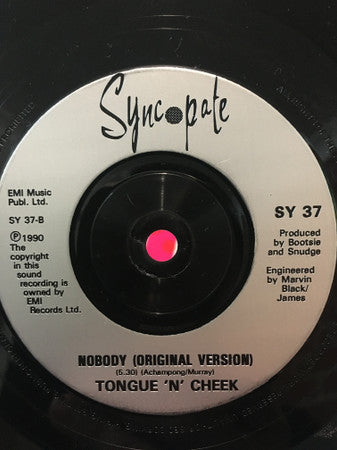 Syncopate
EMI Music
Publ. Ltd.
SY 37-B
Ⓟ1990
The
copyright
in this
sound
recording is
owned by
EMI
Records Ltd.
SY 37
Produced
by Bootsie
and Snudge
Engineered
by Marvin
Black/
James
NOBODY (ORIGINAL VERSION)
(5.30) (Achampong/Murray)
TONGUE 'N' CHEEK